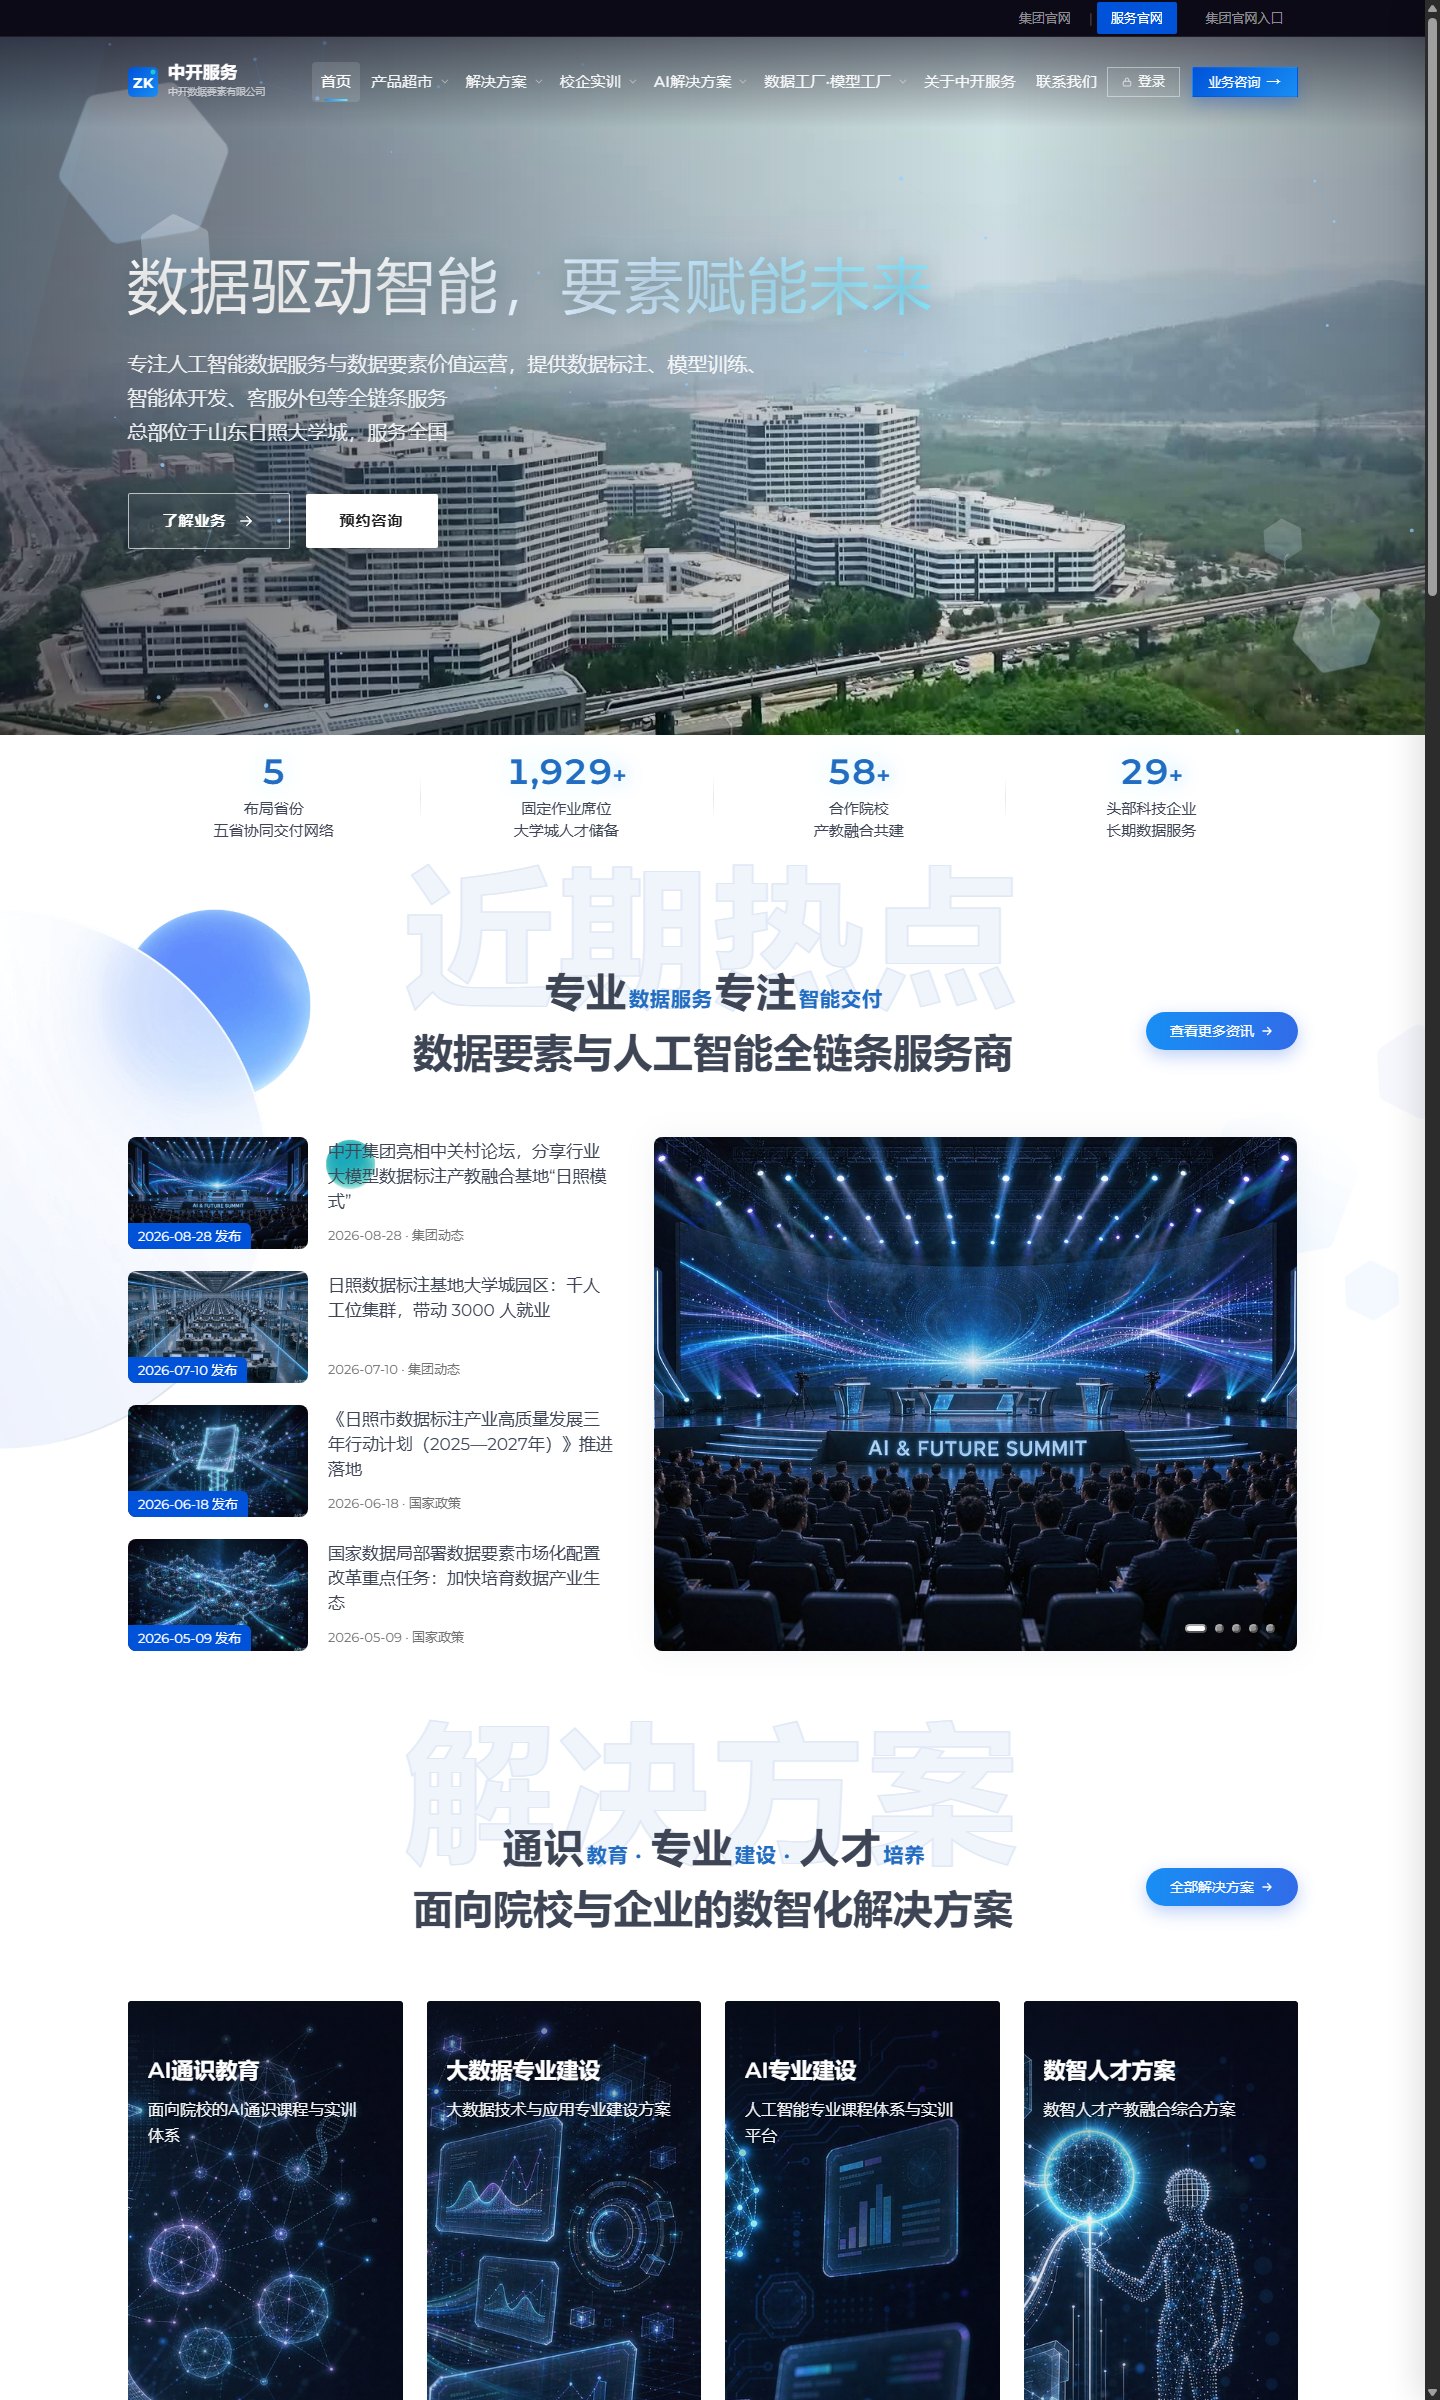 集团官网 | 服务官网 集团官网入口
ZK 中开服务
中开数据要素有限公司
首页 产品超市 解决方案 校企实训 AI解决方案 数据工厂·模型工厂 关于中开服务 联系我们 登录 业务咨询 →
数据驱动智能，要素赋能未来
专注人工智能数据服务与数据要素价值运营，提供数据标注、模型训练、
智能体开发、客服外包等全链条服务
总部位于山东日照大学城，服务全国
了解业务 →
预约咨询
5
布局省份
五省协同交付网络
1,929+
固定作业席位
大学城人才储备
58+
合作院校
产教融合共建
29+
头部科技企业
长期数据服务
近期热点
专业数据服务专注智能交付
数据要素与人工智能全链条服务商
查看更多资讯 →
AI & FUTURE SUMMIT
2026-08-28 发布
中开集团亮相中关村论坛，分享行业
大模型数据标注产教融合基地“日照模
式”
2026-08-28 · 集团动态
2026-07-10 发布
日照数据标注基地大学城园区：千人
工位集群，带动 3000 人就业
2026-07-10 · 集团动态
2026-06-18 发布
《日照市数据标注产业高质量发展三
年行动计划（2025—2027年）》推进
落地
2026-06-18 · 国家政策
2026-05-09 发布
国家数据局部署数据要素市场化配置
改革重点任务：加快培育数据产业生
态
2026-05-09 · 国家政策
AI & FUTURE SUMMIT
解决方案
通识教育 · 专业建设 · 人才培养
面向院校与企业的数智化解决方案
全部解决方案 →
AI通识教育
面向院校的AI通识课程与实训
体系
大数据专业建设
大数据技术与应用专业建设方案
AI专业建设
人工智能专业课程体系与实训
平台
数智人才方案
数智人才产教融合综合方案